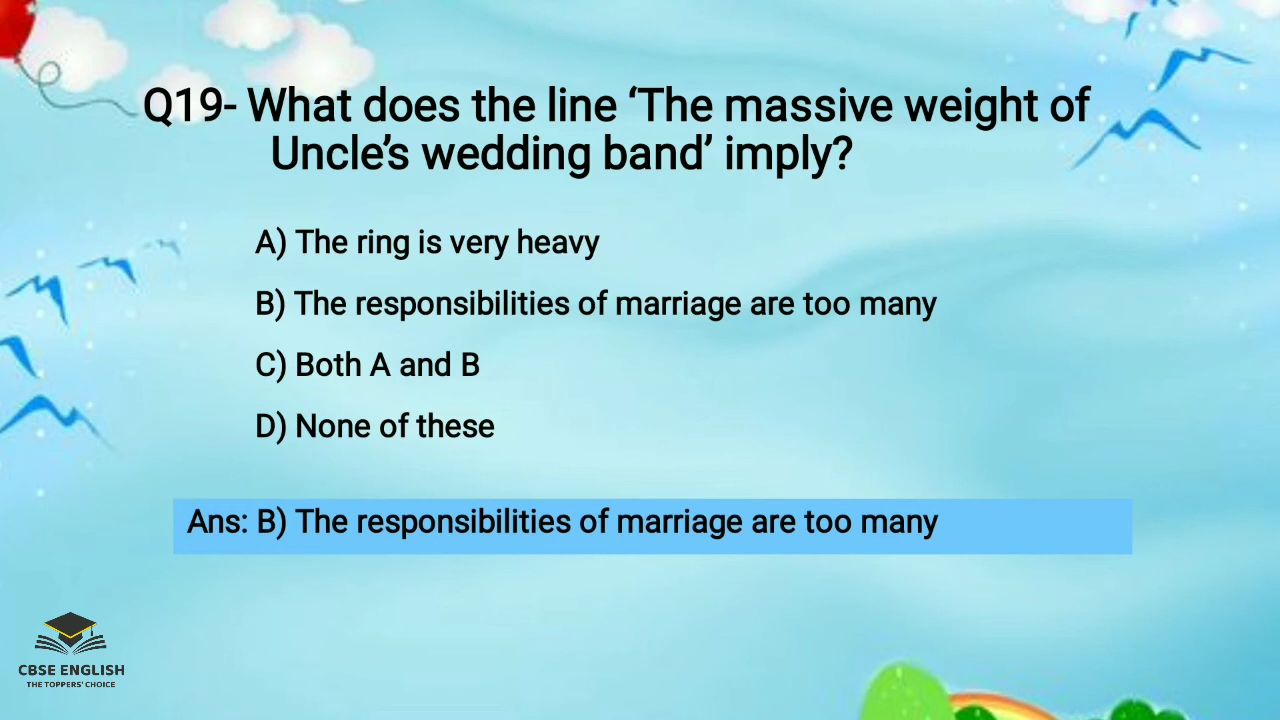 Q19- What does the line ‘The massive weight of
Uncle’s wedding band’ imply?
A) The ring is very heavy
B) The responsibilities of marriage are too many
C) Both A and B
D) None of these
Ans: B) The responsibilities of marriage are too many
CBSE ENGLISH
THE TOPPERS' CHOICE